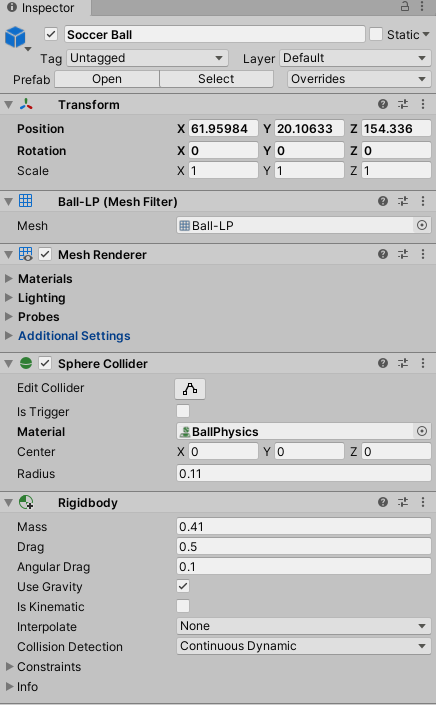 Inspector
Soccer Ball Static
Tag Untagged Layer Default
Prefab Open Select Overrides
Transform
Position X 61.95984 Y 20.10633 Z 154.336
Rotation X 0 Y 0 Z 0
Scale X 1 Y 1 Z 1
Ball-LP (Mesh Filter)
Mesh Ball-LP
Mesh Renderer
Materials
Lighting
Probes
Additional Settings
Sphere Collider
Edit Collider
Is Trigger
Material BallPhysics
Center X 0 Y 0 Z 0
Radius 0.11
Rigidbody
Mass 0.41
Drag 0.5
Angular Drag 0.1
Use Gravity
Is Kinematic
Interpolate None
Collision Detection Continuous Dynamic
Constraints
Info